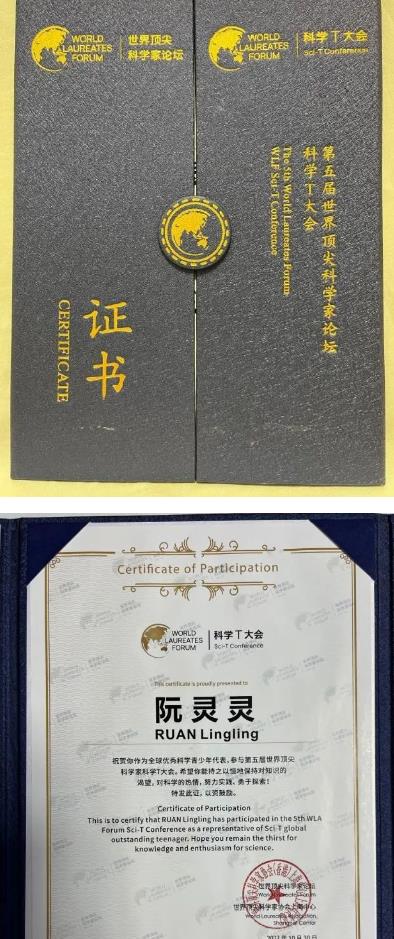 WORLD
LAUREATES
FORUM
世界顶尖
科学家论坛
WORLD
LAUREATES
FORUM
科学T大会
Sci-T Conference
第五届世界顶尖科学家论坛
科学T大会
The 5th World Laureates Forum
WLF Sci-T Conference
证书
CERTIFICATE
Certificate of Participation
WORLD
LAUREATES
FORUM
科学T大会
Sci-T Conference
This certificate is proudly presented to
阮灵灵
RUAN Lingling
祝贺你作为全球优秀科学青少年代表，参与第五届世界顶尖
科学家科学T大会。希望你能持之以恒地保持对知识的
渴望，对科学的热情，努力实践、勇于探索！
特发此证，以资鼓励。
Certificate of Participation
This is to certify that RUAN Lingling has participated in the 5th WLA
Forum Sci-T Conference as a representative of Sci-T global
outstanding teenager. Hope you remain the thirst for
knowledge and enthusiasm for science.
世界顶尖科学家论坛
世界顶尖科学家协会上海中心
World Laureates Association
Shanghai Center